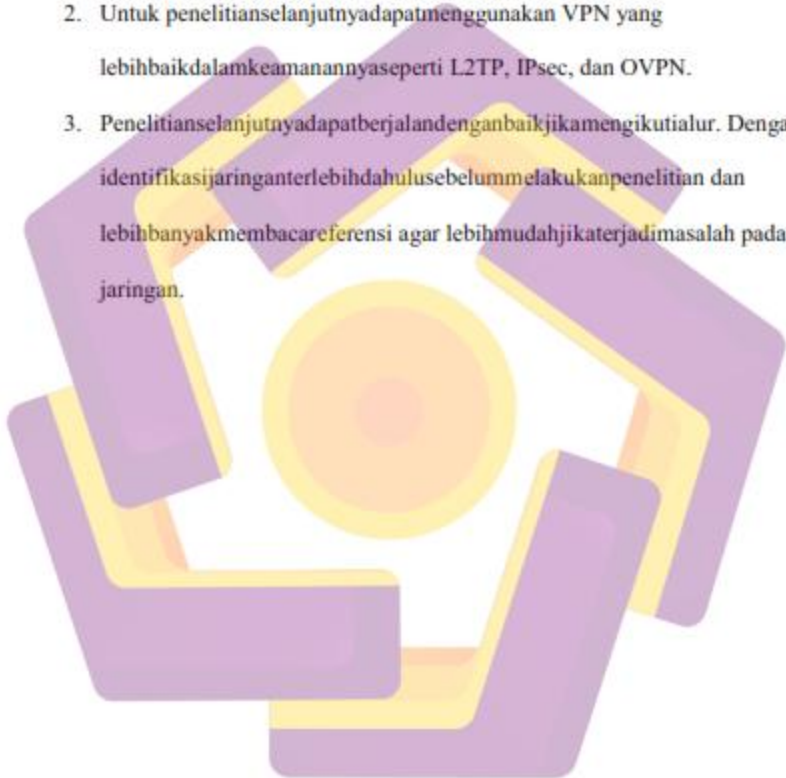 2. Untuk penelitianselanjutnyadapatmenggunakan VPN yang
lebihbaikdalamkeamanannyaseperti L2TP, IPsec, dan OVPN.
3. Penelitianselanjutnyadapatberjalandenganbaikjikamengikutialur. Denga
identifikasijaringanterlebihdahulusebelummelakukanpenelitian dan
lebihbanyakmembacareferensi agar lebihmudahjikaterjadimasalah pada
jaringan.